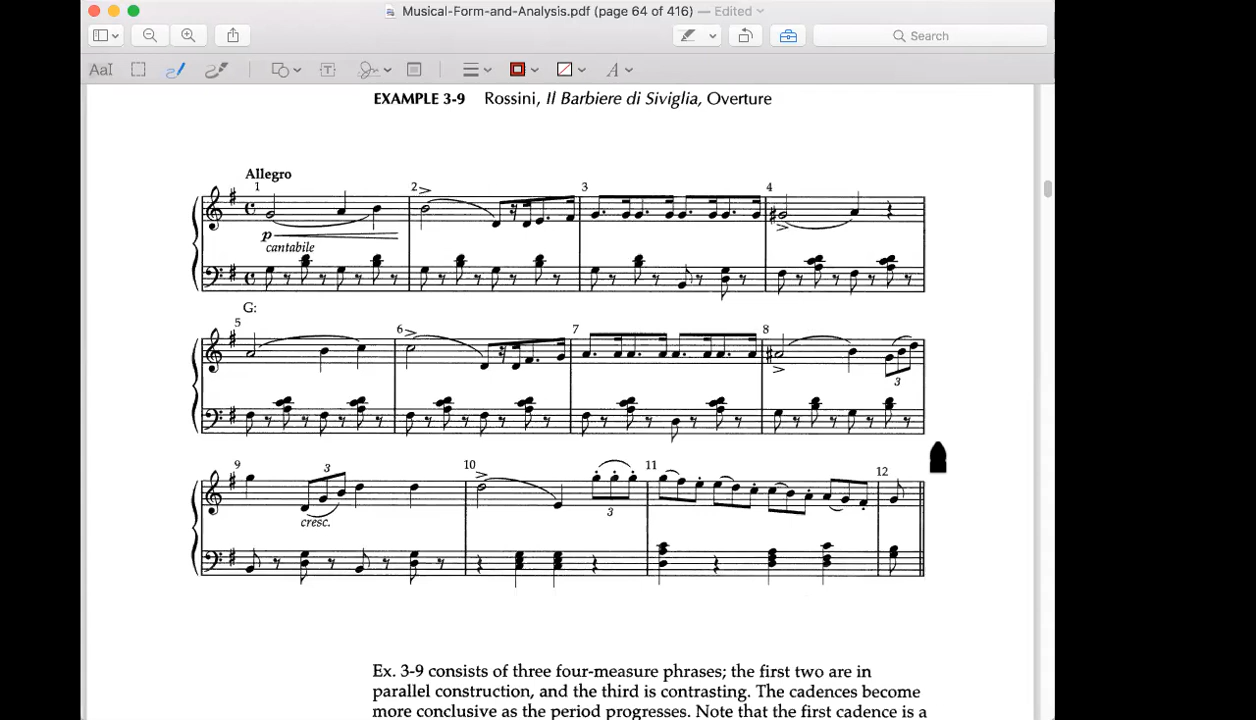 Musical-Form-and-Analysis.pdf (page 64 of 416) — Edited
Search
AaI
T
A
EXAMPLE 3-9 Rossini, Il Barbiere di Siviglia, Overture
Allegro
1 2 3 4
p
cantabile
G:
5 6 7 8
3
9 10 11 12
3
cresc.
3
Ex. 3-9 consists of three four-measure phrases; the first two are in
parallel construction, and the third is contrasting. The cadences become
more conclusive as the period progresses. Note that the first cadence is a